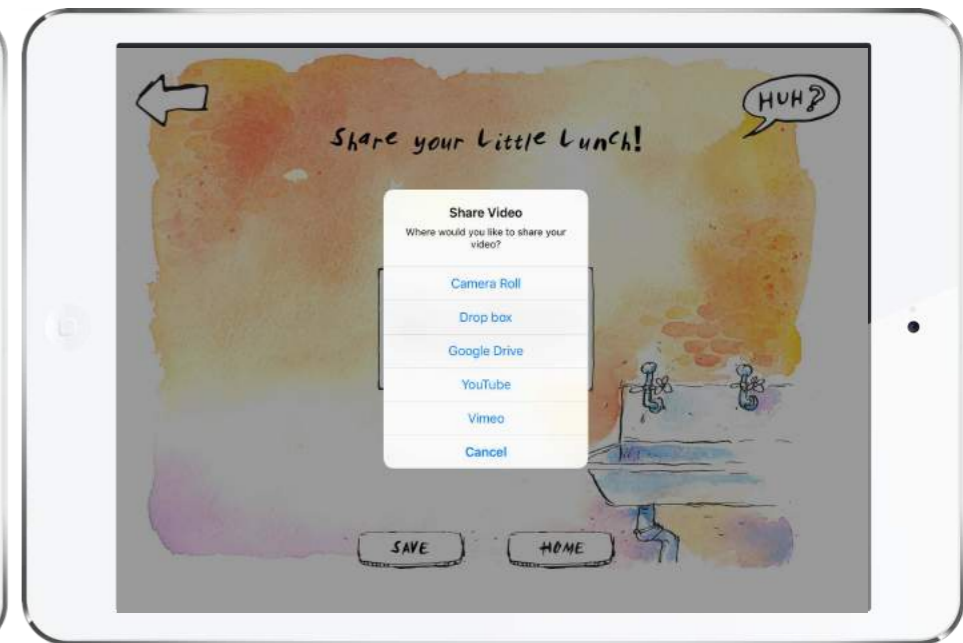 HUH?
Share your Little Lunch!
Share Video
Where would you like to share your
video?
Camera Roll
Drop box
Google Drive
YouTube
Vimeo
Cancel
SAVE
HOME